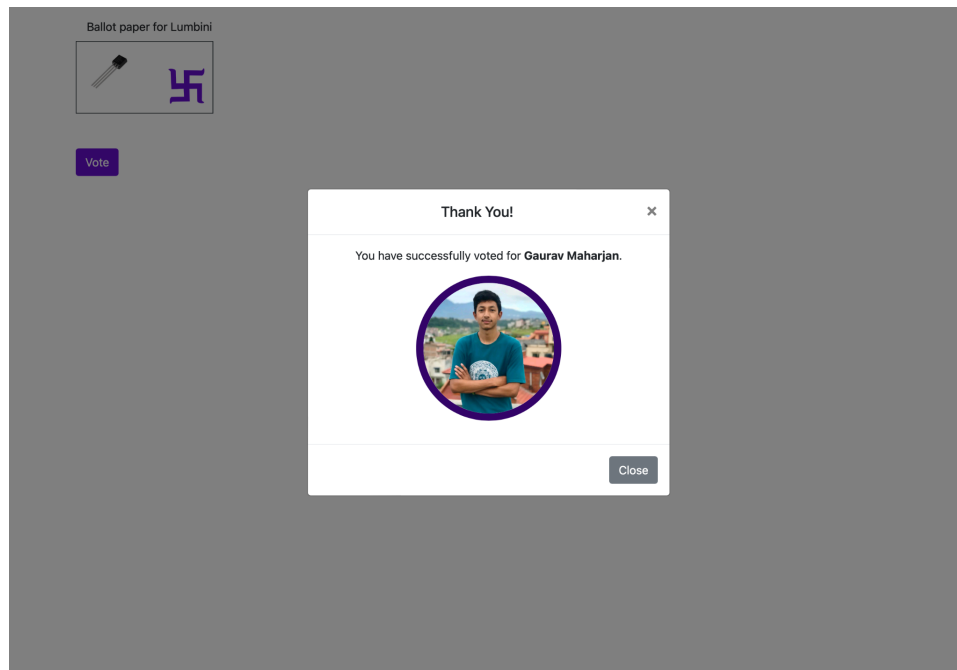 Ballot paper for Lumbini
Vote
Thank You!
×
You have successfully voted for Gaurav Maharjan.
Close